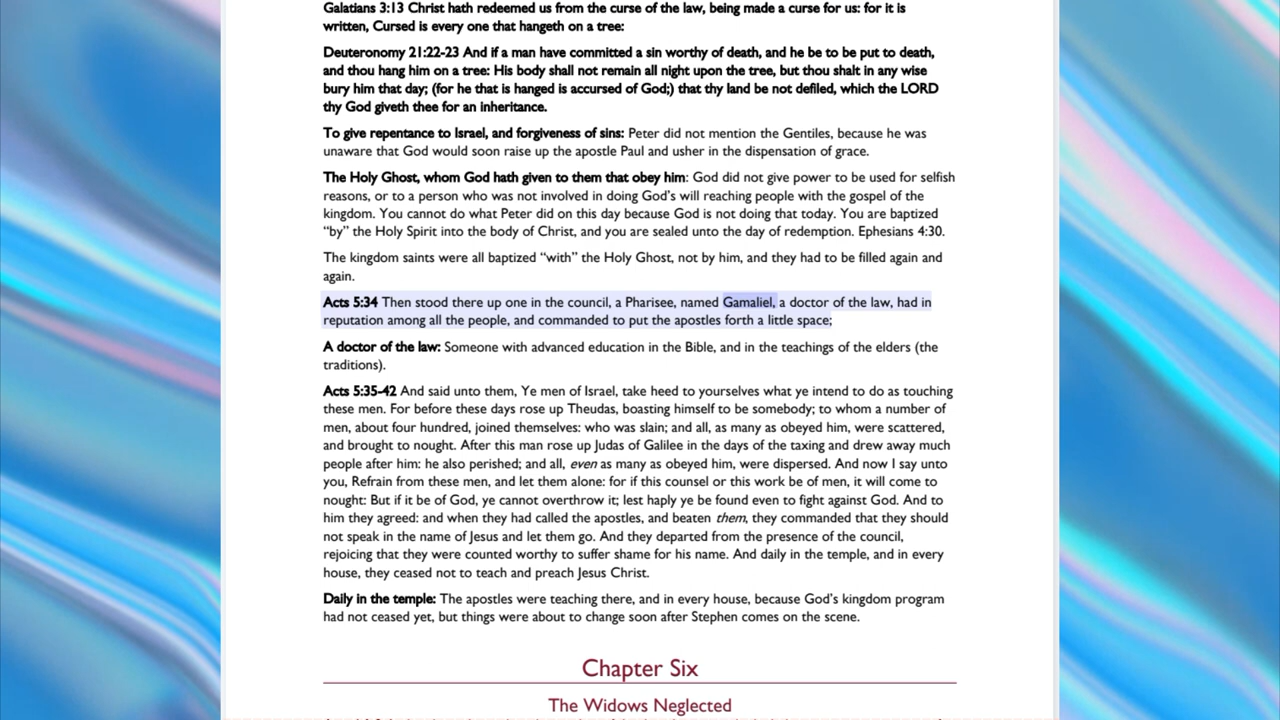 Galatians 3:13 Christ hath redeemed us from the curse of the law, being made a curse for us: for it is
written, Cursed is every one that hangeth on a tree:
Deuteronomy 21:22-23 And if a man have committed a sin worthy of death, and he be to be put to death,
and thou hang him on a tree: His body shall not remain all night upon the tree, but thou shalt in any wise
bury him that day; (for he that is hanged is accursed of God;) that thy land be not defiled, which the LORD
thy God giveth thee for an inheritance.
To give repentance to Israel, and forgiveness of sins: Peter did not mention the Gentiles, because he was
unaware that God would soon raise up the apostle Paul and usher in the dispensation of grace.
The Holy Ghost, whom God hath given to them that obey him: God did not give power to be used for selfish
reasons, or to a person who was not involved in doing God’s will reaching people with the gospel of the
kingdom. You cannot do what Peter did on this day because God is not doing that today. You are baptized
“by” the Holy Spirit into the body of Christ, and you are sealed unto the day of redemption. Ephesians 4:30.
The kingdom saints were all baptized “with” the Holy Ghost, not by him, and they had to be filled again and
again.
Acts 5:34 Then stood there up one in the council, a Pharisee, named Gamaliel, a doctor of the law, had in
reputation among all the people, and commanded to put the apostles forth a little space;
A doctor of the law: Someone with advanced education in the Bible, and in the teachings of the elders (the
traditions).
Acts 5:35-42 And said unto them, Ye men of Israel, take heed to yourselves what ye intend to do as touching
these men. For before these days rose up Theudas, boasting himself to be somebody; to whom a number of
men, about four hundred, joined themselves: who was slain; and all, as many as obeyed him, were scattered,
and brought to nought. After this man rose up Judas of Galilee in the days of the taxing and drew away much
people after him: he also perished; and all, even as many as obeyed him, were dispersed. And now I say unto
you, Refrain from these men, and let them alone: for if this counsel or this work be of men, it will come to
nought: But if it be of God, ye cannot overthrow it; lest haply ye be found even to fight against God. And to
him they agreed: and when they had called the apostles, and beaten them, they commanded that they should
not speak in the name of Jesus and let them go. And they departed from the presence of the council,
rejoicing that they were counted worthy to suffer shame for his name. And daily in the temple, and in every
house, they ceased not to teach and preach Jesus Christ.
Daily in the temple: The apostles were teaching there, and in every house, because God’s kingdom program
had not ceased yet, but things were about to change soon after Stephen comes on the scene.
Chapter Six
The Widows Neglected